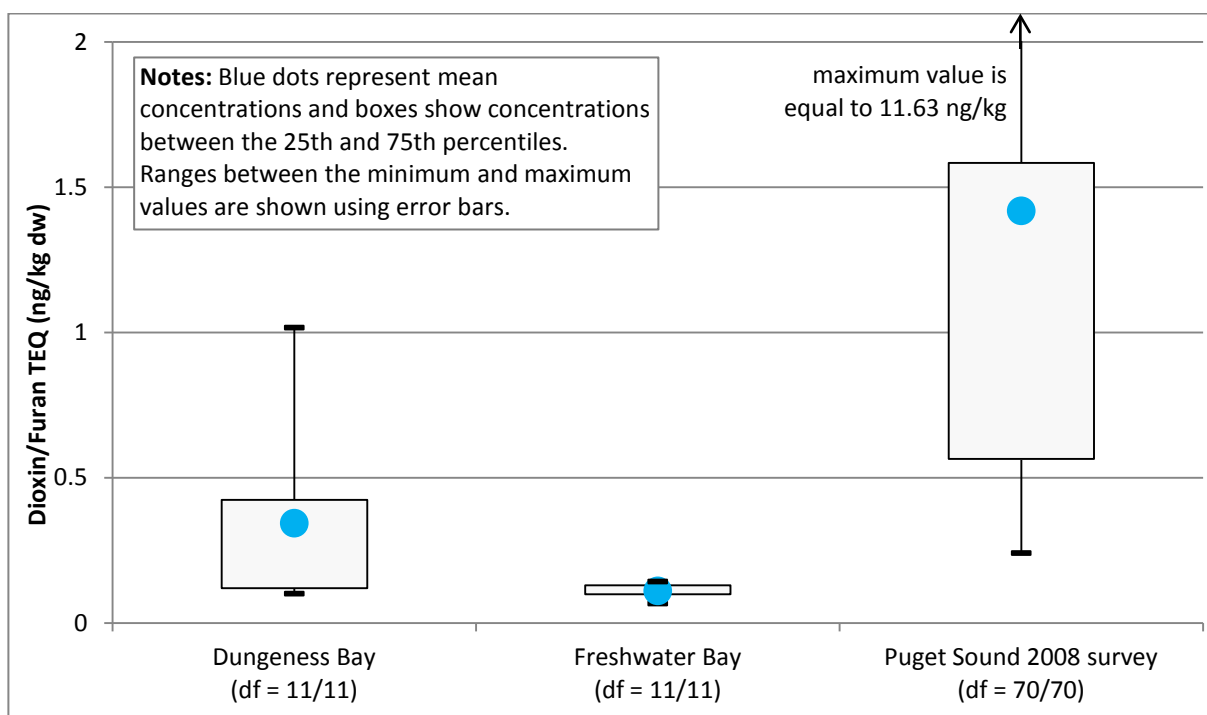 Dioxin/Furan TEQ (ng/kg dw)
2
1.5
1
0.5
0
Notes: Blue dots represent mean
concentrations and boxes show concentrations
between the 25th and 75th percentiles.
Ranges between the minimum and maximum
values are shown using error bars.
maximum value is
equal to 11.63 ng/kg
Dungeness Bay
(df = 11/11)
Freshwater Bay
(df = 11/11)
Puget Sound 2008 survey
(df = 70/70)